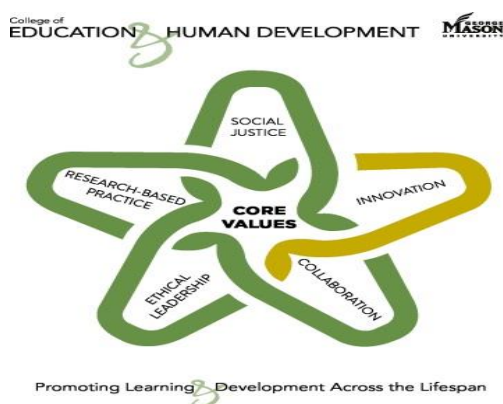 College of
EDUCATION & HUMAN DEVELOPMENT
GEORGE
MASON
UNIVERSITY
SOCIAL
JUSTICE
RESEARCH-BASED
PRACTICE
INNOVATION
CORE
VALUES
ETHICAL
LEADERSHIP
COLLABORATION
Promoting Learning & Development Across the Lifespan